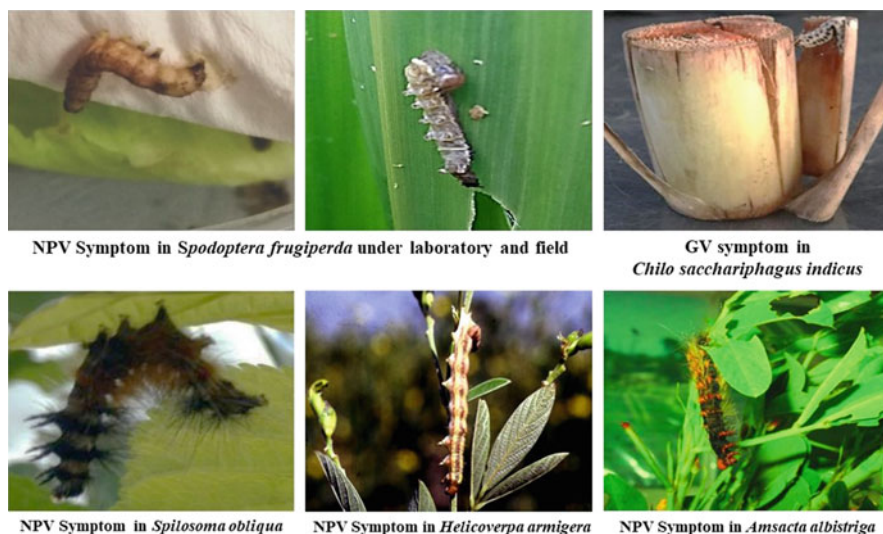 NPV Symptom in Spodoptera frugiperda under laboratory and field
GV symptom in
Chilo sacchariphagus indicus
NPV Symptom in Spilosoma obliqua
NPV Symptom in Helicoverpa armigera
NPV Symptom in Amsacta albistriga